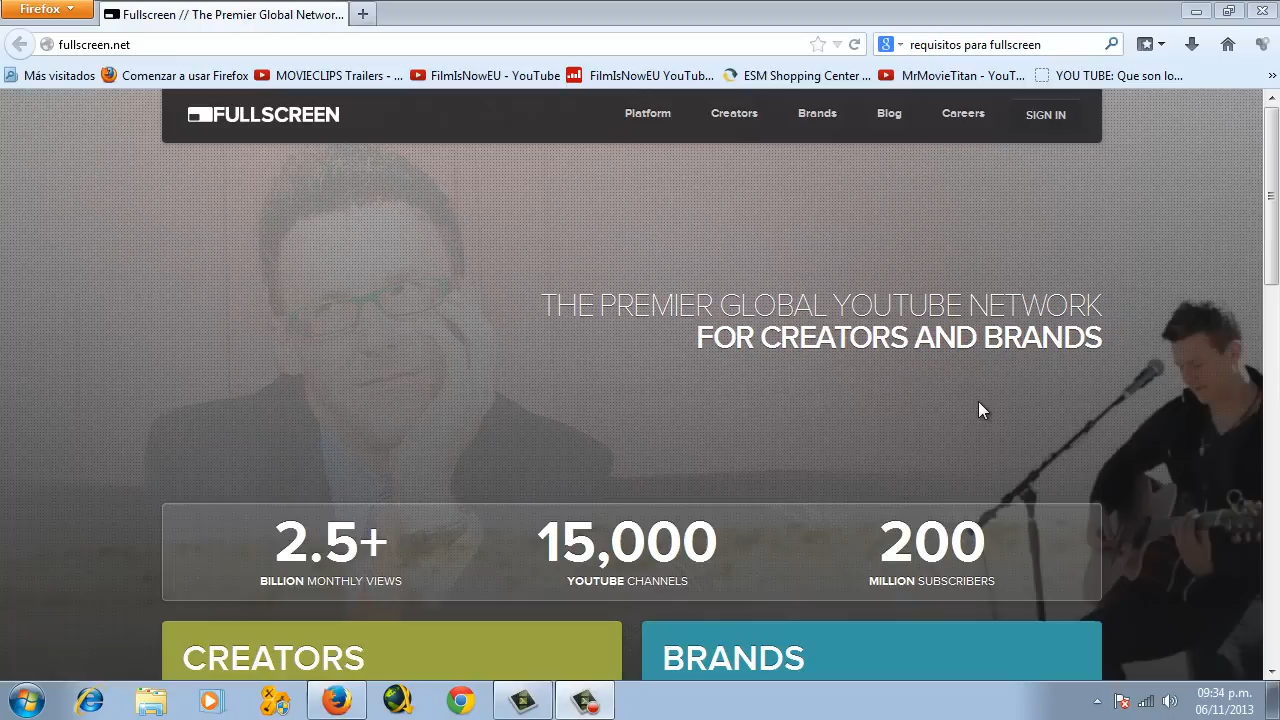 Firefox
Fullscreen // The Premier Global Networ...
fullscreen.net
requisitos para fullscreen
Más visitados
Comenzar a usar Firefox
MOVIECLIPS Trailers - ...
FilmIsNowEU - YouTube
FilmIsNowEU YouTub...
ESM Shopping Center ...
MrMovieTitan - YouT...
YOU TUBE: Que son lo...
FULLSCREEN
Platform
Creators
Brands
Blog
Careers
SIGN IN
THE PREMIER GLOBAL YOUTUBE NETWORK
FOR CREATORS AND BRANDS
2.5+
BILLION MONTHLY VIEWS
15,000
YOUTUBE CHANNELS
200
MILLION SUBSCRIBERS
CREATORS
BRANDS
09:34 p.m.
06/11/2013